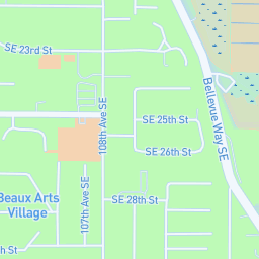 SE 23rd St
Bellevue Way SE
108th Ave SE
SE 25th St
SE 26th St
107th Ave SE
Beaux Arts
Village
SE 28th St
th St